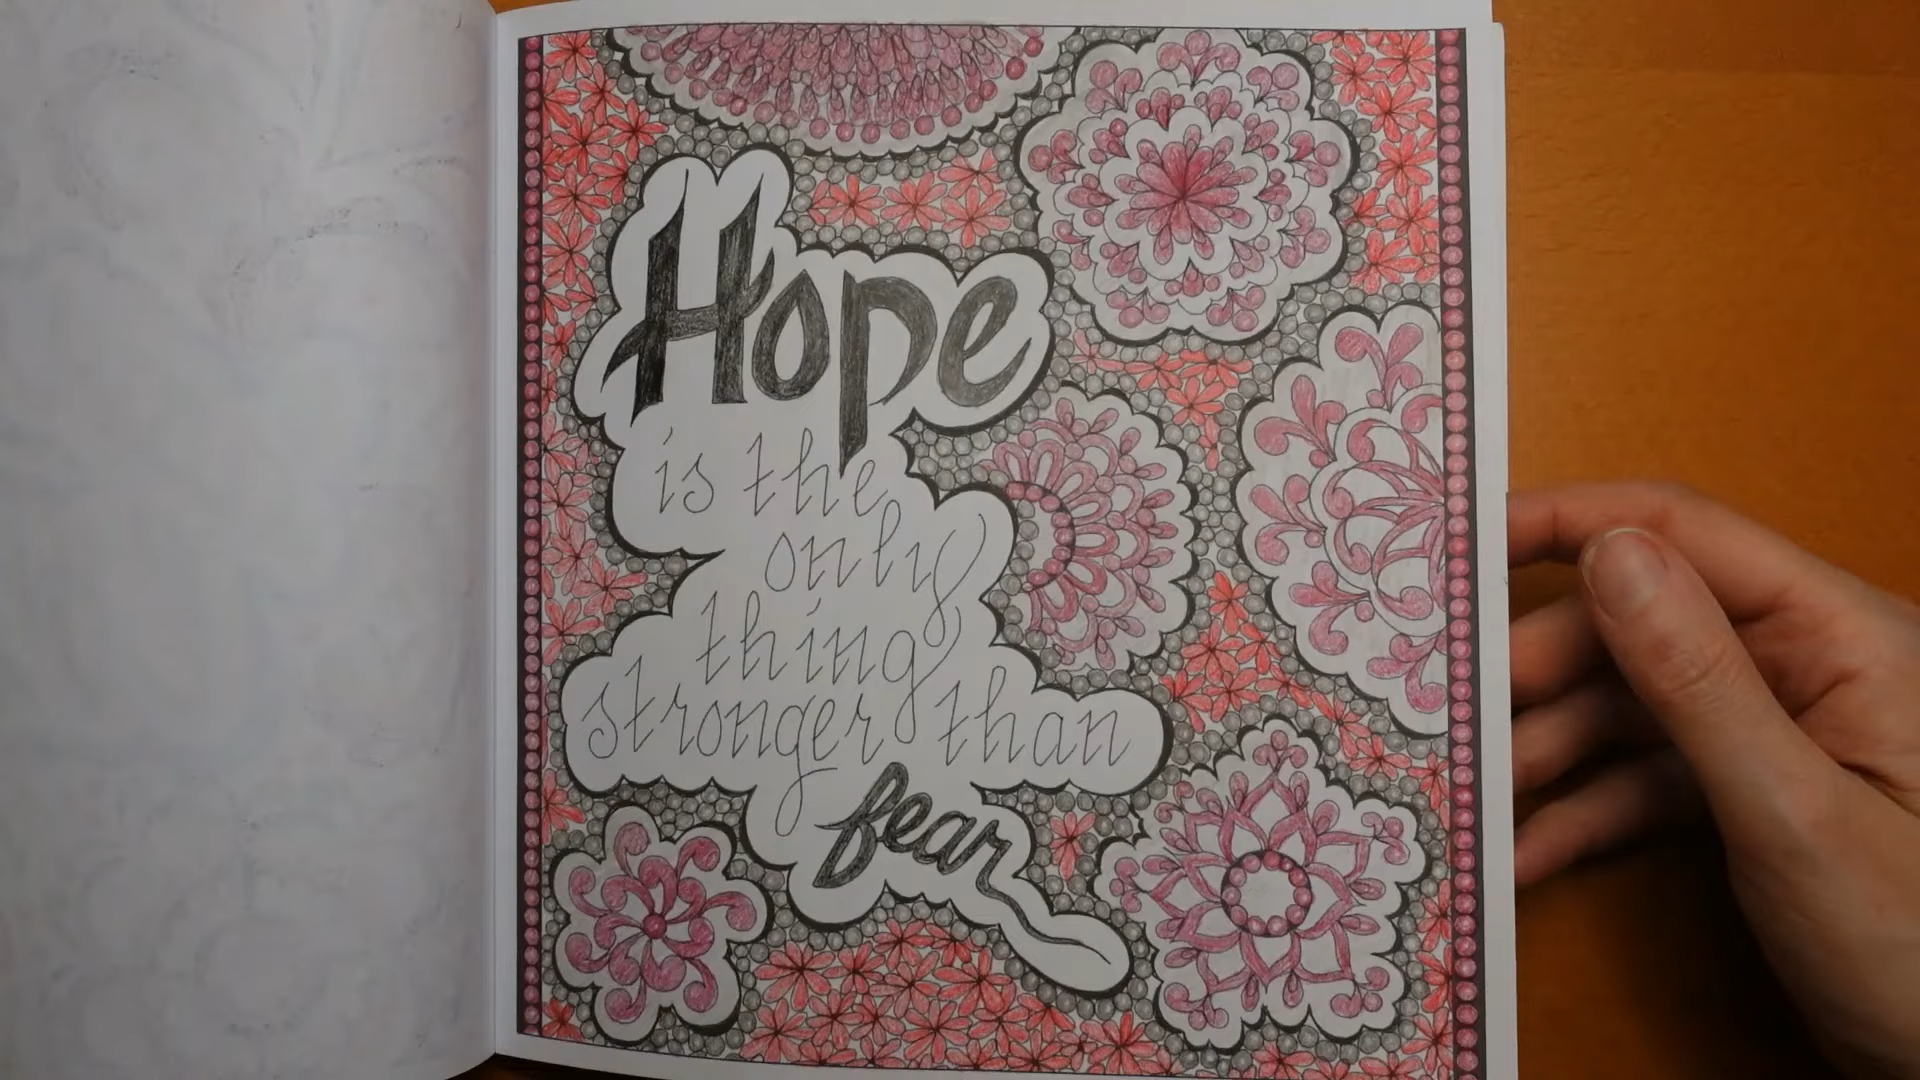 Hope
is the
only
thing
stronger than
fear